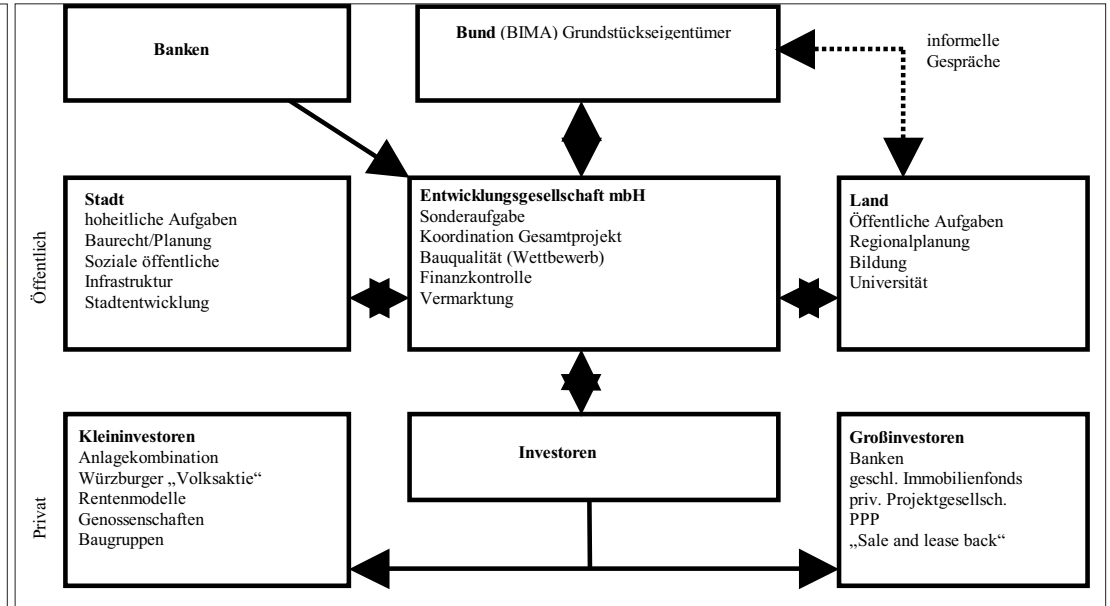 Banken
Bund (BIMA) Grundstückseigentümer
informelle
Gespräche
Öffentlich
Stadt
hoheitliche Aufgaben
Baurecht/Planung
Soziale öffentliche
Infrastruktur
Stadtentwicklung
Entwicklungsgesellschaft mbH
Sonderaufgabe
Koordination Gesamtprojekt
Bauqualität (Wettbewerb)
Finanzkontrolle
Vermarktung
Land
Öffentliche Aufgaben
Regionalplanung
Bildung
Universität
Privat
Kleininvestoren
Anlagekombination
Würzburger „Volksaktie“
Rentenmodelle
Genossenschaften
Baugruppen
Investoren
Großinvestoren
Banken
geschl. Immobilienfonds
priv. Projektgesellsch.
PPP
„Sale and lease back“